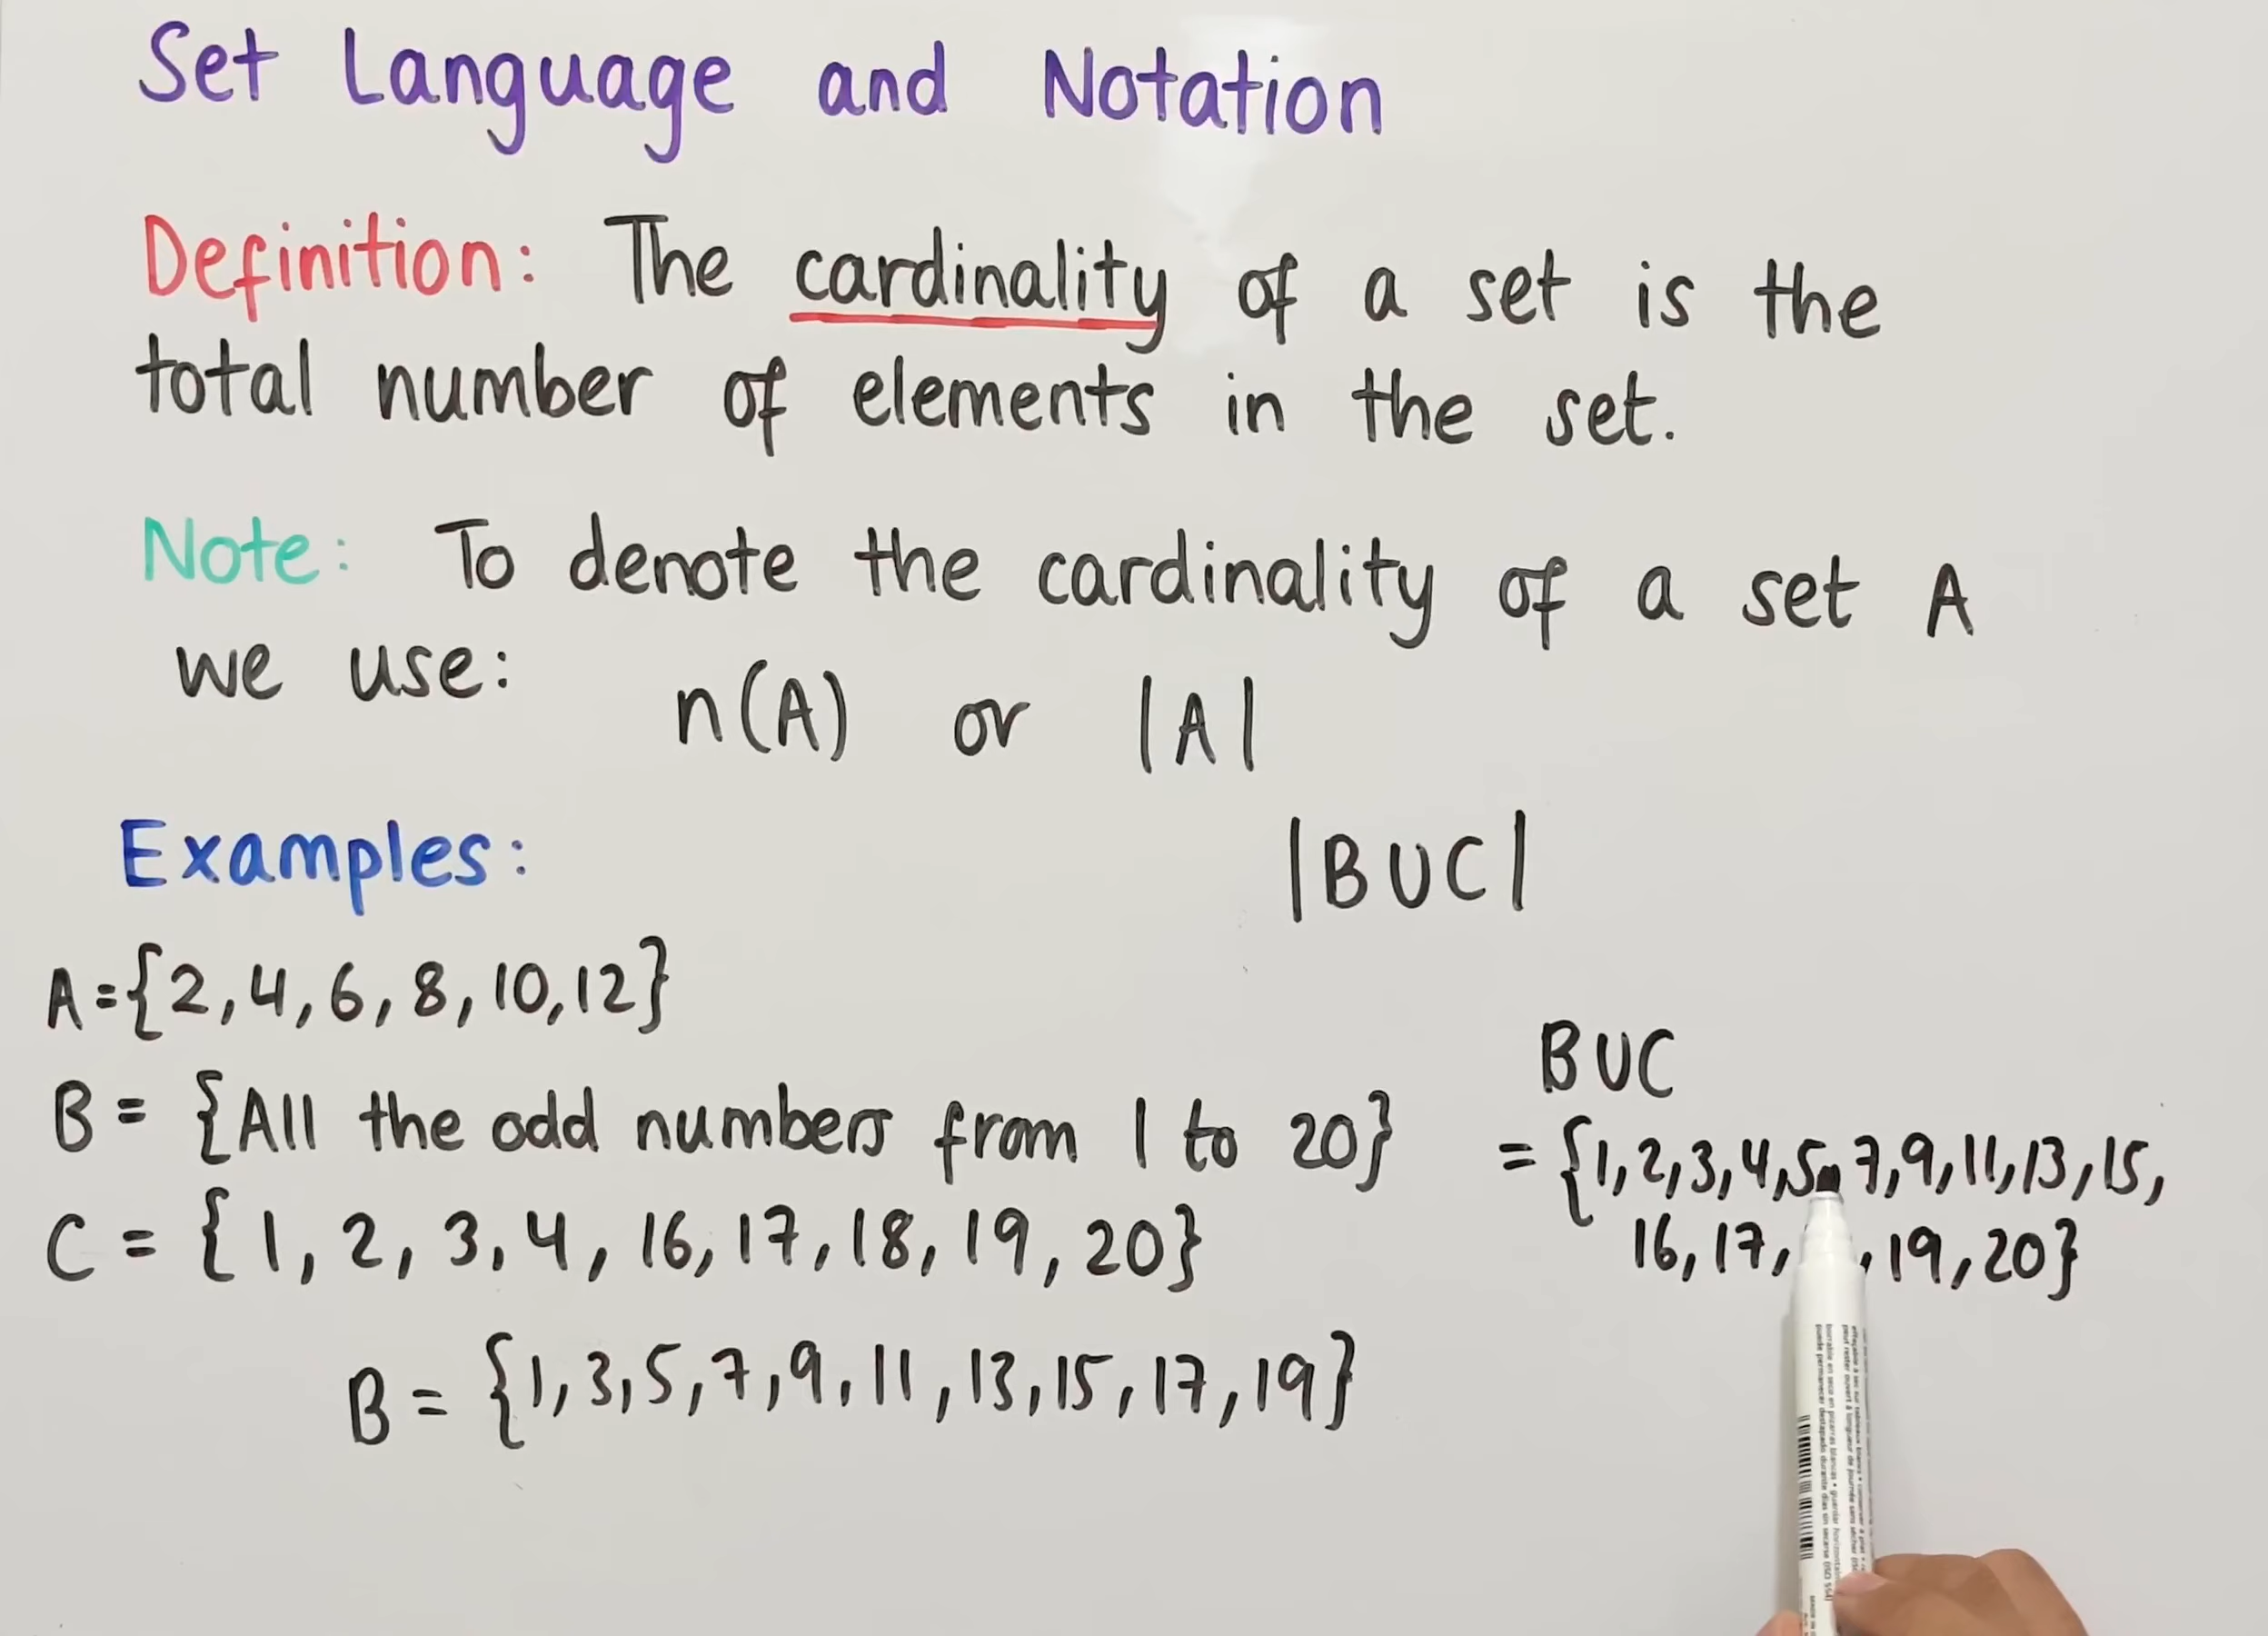 Set Language and Notation
Definition: The cardinality of a set is the
total number of elements in the set.
Note: To denote the cardinality of a set A
we use: n(A) or |A|
Examples: |B∪C|
A={2,4,6,8,10,12}
B = {All the odd numbers from 1 to 20}
C = {1, 2, 3, 4, 16, 17, 18, 19, 20}
B = {1,3,5,7,9,11,13,15,17,19}
B∪C
={1,2,3,4,5,7,9,11,13,15,
16,17, ,19,20}